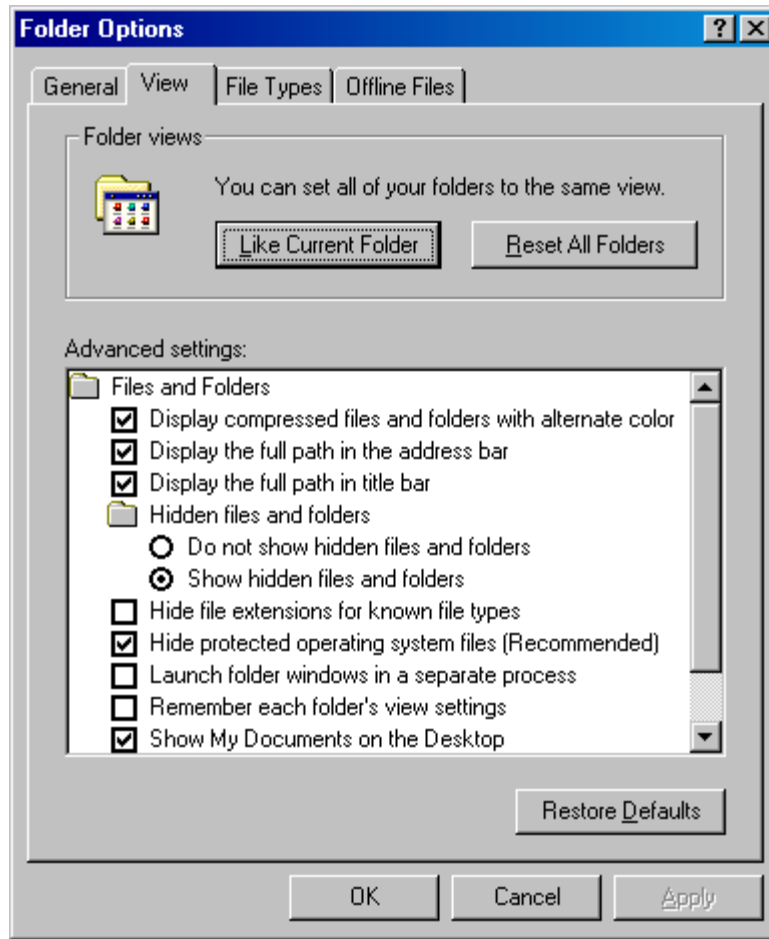 Folder Options
General View File Types Offline Files
Folder views
You can set all of your folders to the same view.
Like Current Folder Reset All Folders
Advanced settings:
Files and Folders
Display compressed files and folders with alternate color
Display the full path in the address bar
Display the full path in title bar
Hidden files and folders
Do not show hidden files and folders
Show hidden files and folders
Hide file extensions for known file types
Hide protected operating system files (Recommended)
Launch folder windows in a separate process
Remember each folder's view settings
Show My Documents on the Desktop
Restore Defaults
OK Cancel Apply